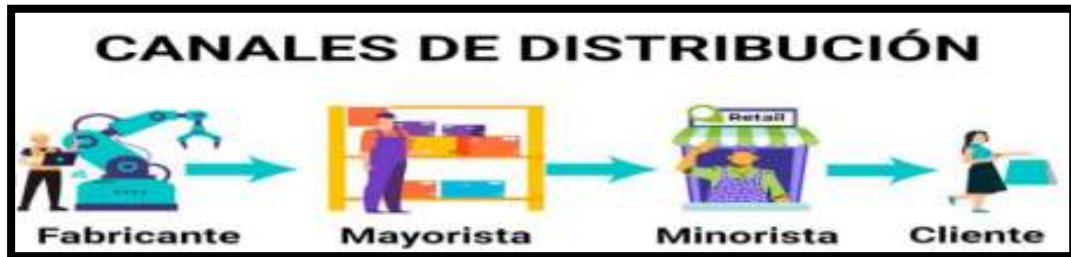 CANALES DE DISTRIBUCIÓN
Retail
Fabricante
Mayorista
Minorista
Cliente